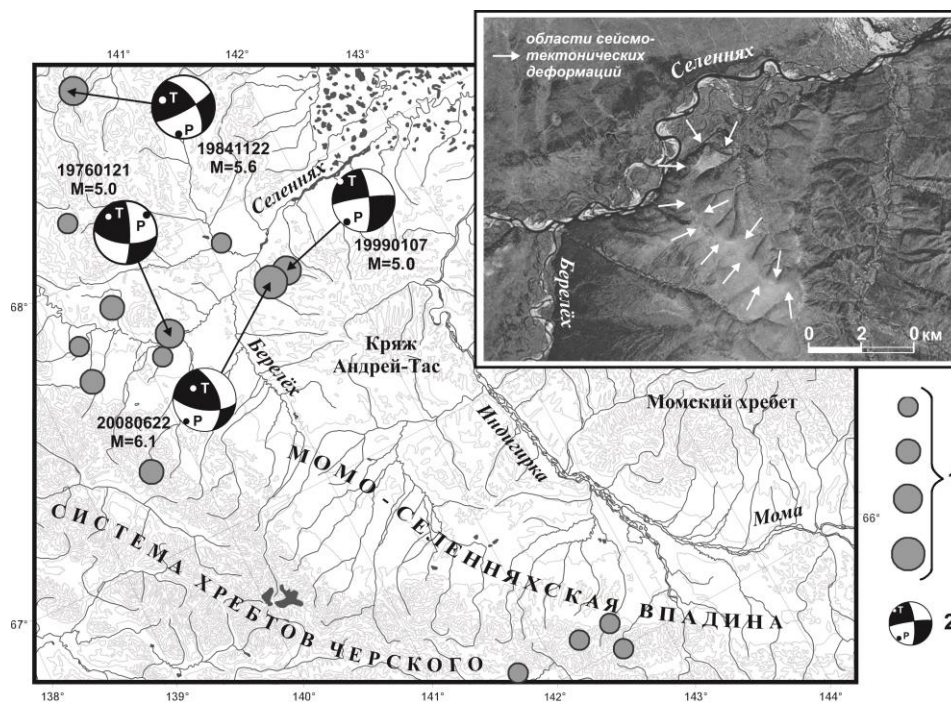 141°
142°
143°
области сейсмо-
тектонических
деформаций
Селеннях
Берелёх
0 2 0 км
T
P
19841122
M=5.6
19760121
M=5.0
T
P
Селеннях
T
P
19990107
M=5.0
68°
Берелёх
Кряж
Андрей-Тас
T
P
20080622
M=6.1
Индигирка
Момский хребет
Мома
66°
МОМО-СЕЛЕННЯХСКАЯ ВПАДИНА
СИСТЕМА ХРЕБТОВ ЧЕРСКОГО
67°
T
P
2
138°
139°
140°
141°
142°
143°
144°